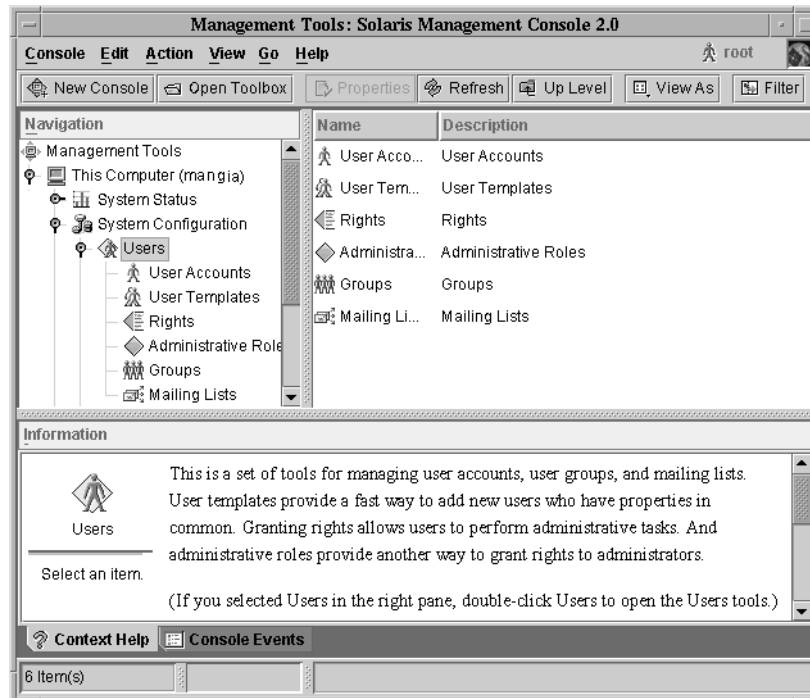 Management Tools: Solaris Management Console 2.0
Console Edit Action View Go Help root
New Console Open Toolbox Properties Refresh Up Level View As Filter
Navigation
Management Tools
This Computer (mangia)
System Status
System Configuration
Users
User Accounts
User Templates
Rights
Administrative Role
Groups
Mailing Lists
Name Description
User Acco... User Accounts
User Tem... User Templates
Rights Rights
Administra... Administrative Roles
Groups Groups
Mailing Li... Mailing Lists
Information
Users
Select an item.
This is a set of tools for managing user accounts, user groups, and mailing lists.
User templates provide a fast way to add new users who have properties in
common. Granting rights allows users to perform administrative tasks. And
administrative roles provide another way to grant rights to administrators.
(If you selected Users in the right pane, double-click Users to open the Users tools.)
Context Help Console Events
6 Item(s)